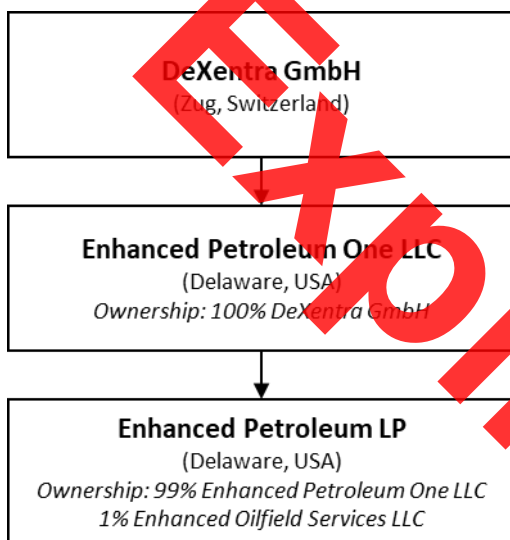 DeXentra GmbH
(Zug, Switzerland)
Enhanced Petroleum One LLC
(Delaware, USA)
Ownership: 100% DeXentra GmbH
Enhanced Petroleum LP
(Delaware, USA)
Ownership: 99% Enhanced Petroleum One LLC
1% Enhanced Oilfield Services LLC